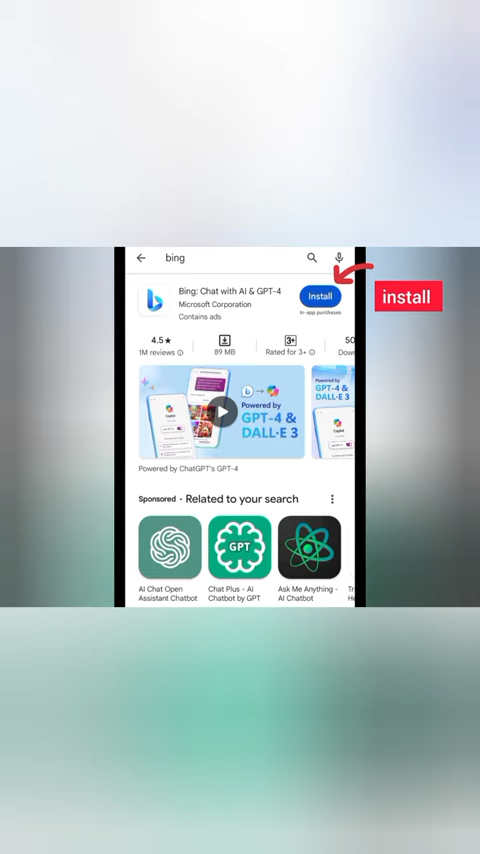 bing
Bing: Chat with AI & GPT-4
Microsoft Corporation
Contains ads
Install
In-app purchases
install
4.5★
1M reviews
89 MB
3+
Rated for 3+
50
Dow
Powered by
GPT-4 &
DALL·E 3
Powered by
GPT-4 &
DALL·E 3
Powered by ChatGPT's GPT-4
Sponsored · Related to your search
GPT
AI Chat Open
Assistant Chatbot
Chat Plus - AI
Chatbot by GPT
Ask Me Anything -
AI Chatbot